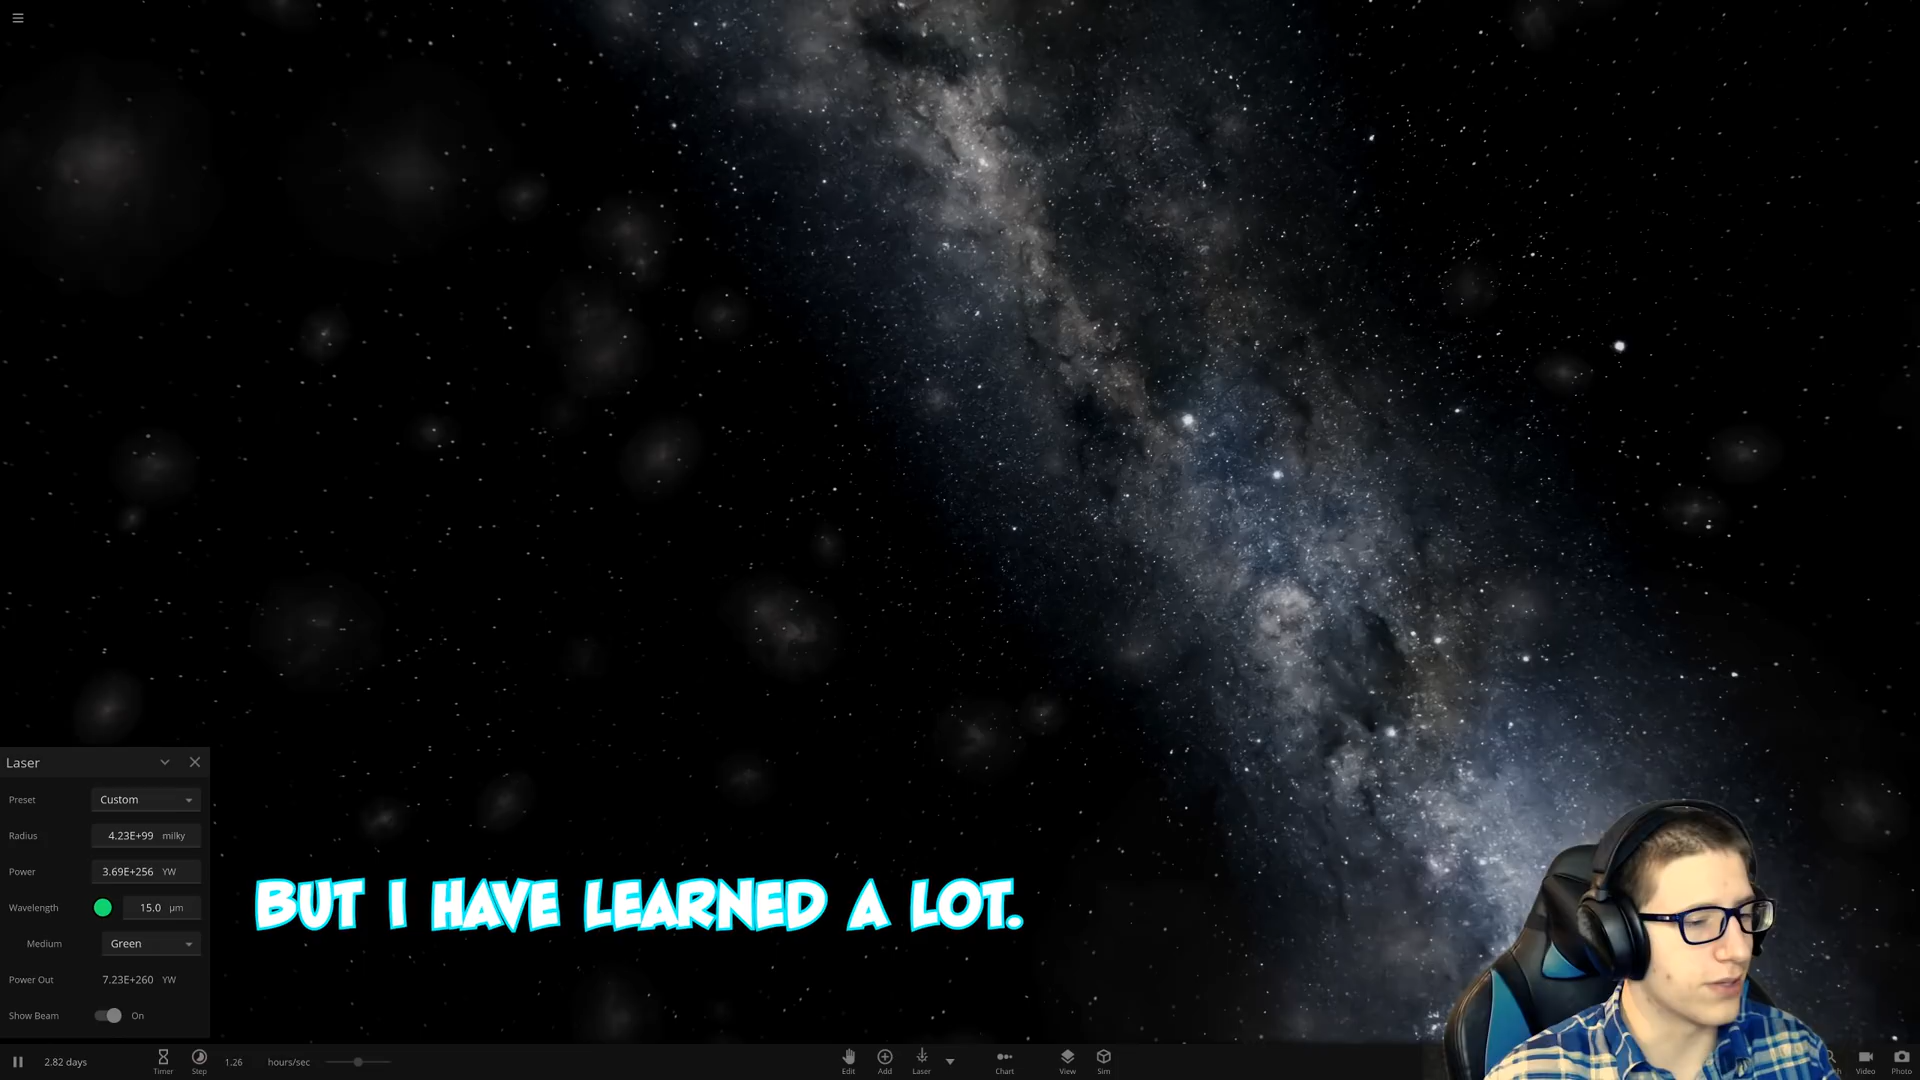 Laser
Preset Custom
Radius 4.23E+99 milky
Power 3.69E+256 YW
Wavelength 15.0 µm
Medium Green
Power Out 7.23E+260 YW
Show Beam On
BUT I HAVE LEARNED A LOT.
2.82 days Timer Step 1.26 hours/sec Edit Add Laser Chart View Sim Video Photo